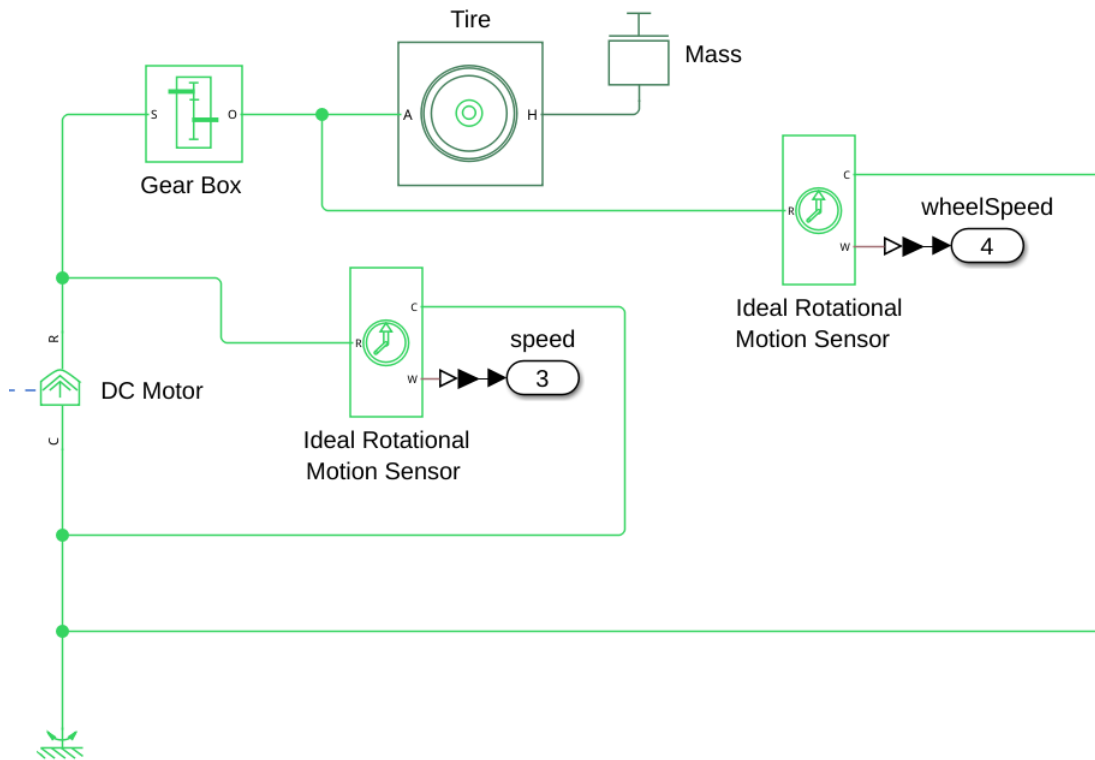 Tire
Mass
S
O
A
H
Gear Box
C
R
W
wheelSpeed
4
Ideal Rotational
Motion Sensor
R
DC Motor
C
C
R
W
speed
3
Ideal Rotational
Motion Sensor